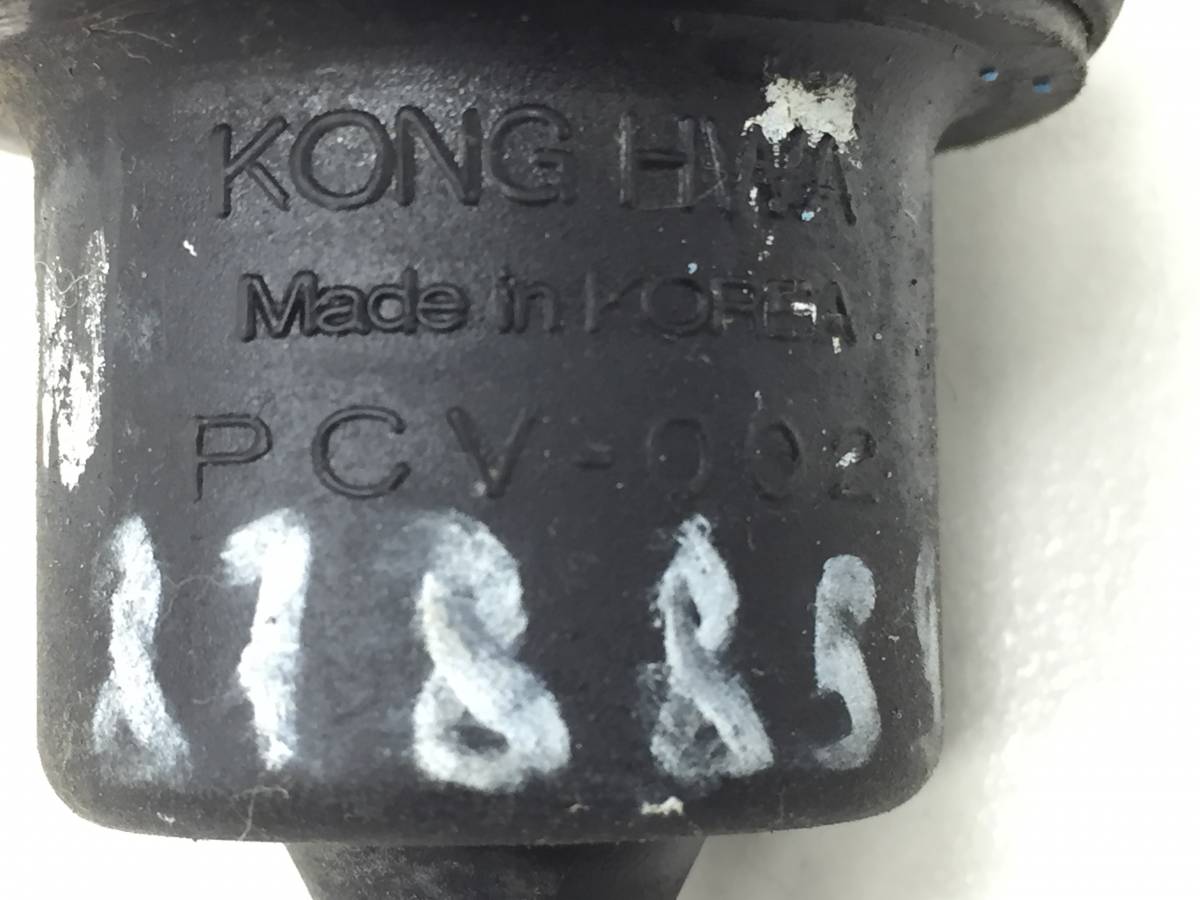 KONG HWA
Made in KOREA
PCV-002